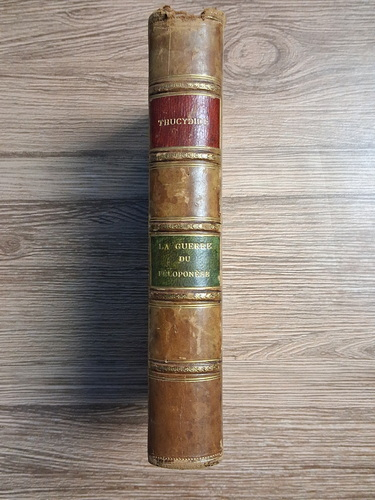 THUCYDIDE
LA GUERRE
DU
PÉLOPONÈSE